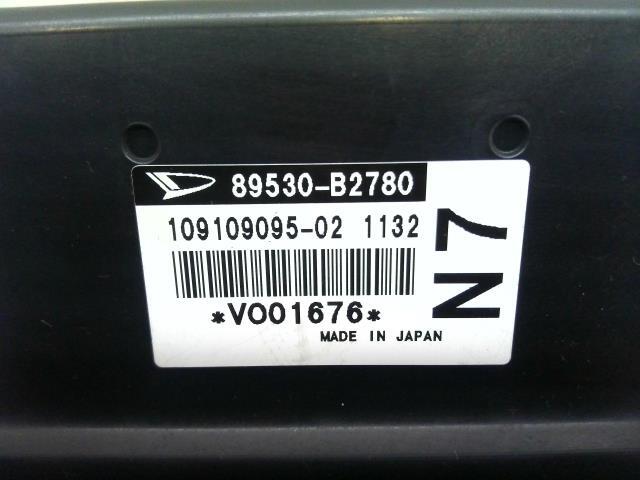 89530-B2780
109109095-02 1132
*V001676*
MADE IN JAPAN
N7